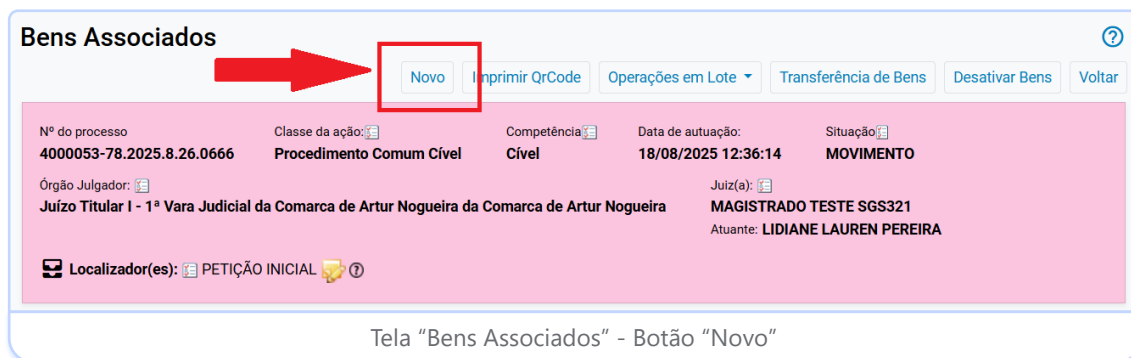 Bens Associados
Novo Imprimir QrCode Operações em Lote Transferência de Bens Desativar Bens Voltar
Nº do processo Classe da ação: Competência Data de autuação: Situação
4000053-78.2025.8.26.0666 Procedimento Comum Cível Cível 18/08/2025 12:36:14 MOVIMENTO
Órgão Julgador: Juiz(a):
Juízo Titular I - 1ª Vara Judicial da Comarca de Artur Nogueira da Comarca de Artur Nogueira MAGISTRADO TESTE SGS321
Atuante: LIDIANE LAUREN PEREIRA
Localizador(es): PETIÇÃO INICIAL
Tela "Bens Associados" - Botão "Novo"